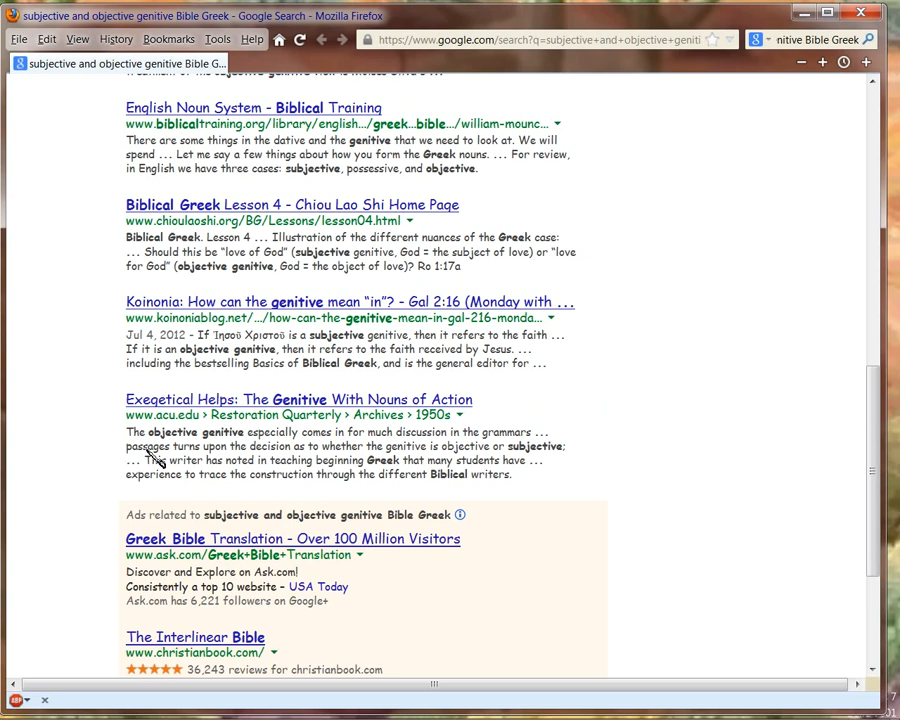 subjective and objective genitive Bible Greek - Google Search - Mozilla Firefox
File Edit View History Bookmarks Tools Help
https://www.google.com/search?q=subjective+and+objective+geniti
nitive Bible Greek
subjective and objective genitive Bible G...
English Noun System - Biblical Training
www.biblicaltraining.org/library/english.../greek...bible.../william-mounc...
There are some things in the dative and the genitive that we need to look at. We will
spend ... Let me say a few things about how you form the Greek nouns. ... For review,
in English we have three cases: subjective, possessive, and objective.
Biblical Greek Lesson 4 - Chiou Lao Shi Home Page
www.chioulaoshi.org/BG/Lessons/lesson04.html
Biblical Greek. Lesson 4 ... Illustration of the different nuances of the Greek case:
... Should this be "love of God" (subjective genitive, God = the subject of love) or "love
for God" (objective genitive, God = the object of love)? Ro 1:17a
Koinonia: How can the genitive mean "in"? - Gal 2:16 (Monday with ...
www.koinoniablog.net/.../how-can-the-genitive-mean-in-gal-216-monda...
Jul 4, 2012 - If Ἰησοῦ Χριστοῦ is a subjective genitive, then it refers to the faith ...
If it is an objective genitive, then it refers to the faith received by Jesus. ...
including the bestselling Basics of Biblical Greek, and is the general editor for ...
Exegetical Helps: The Genitive With Nouns of Action
www.acu.edu › Restoration Quarterly › Archives › 1950s
The objective genitive especially comes in for much discussion in the grammars ...
passages turns upon the decision as to whether the genitive is objective or subjective;
... This writer has noted in teaching beginning Greek that many students have ...
experience to trace the construction through the different Biblical writers.
Ads related to subjective and objective genitive Bible Greek
Greek Bible Translation - Over 100 Million Visitors
www.ask.com/Greek+Bible+Translation
Discover and Explore on Ask.com!
Consistently a top 10 website – USA Today
Ask.com has 6,221 followers on Google+
The Interlinear Bible
www.christianbook.com/
36,243 reviews for christianbook.com
ABP